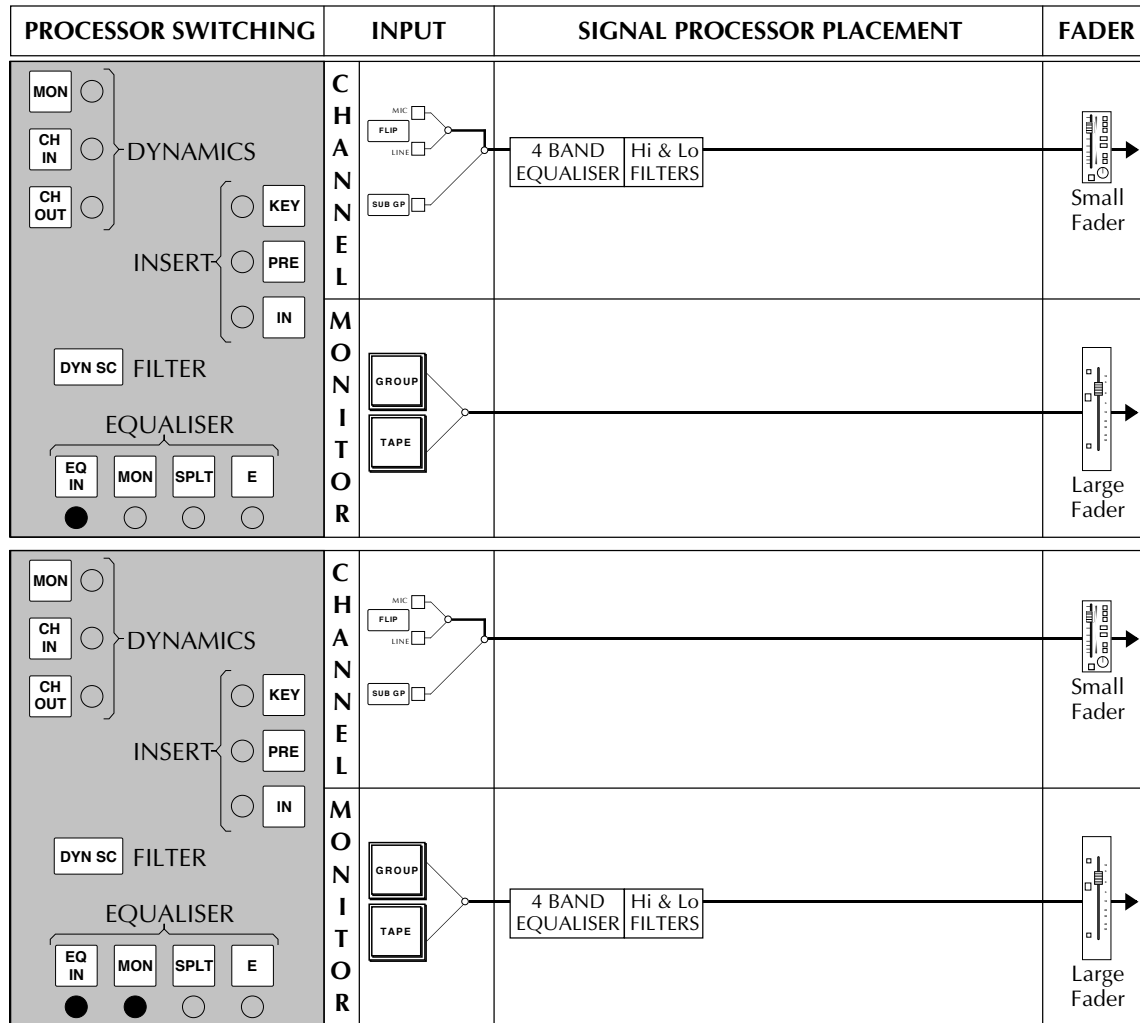 PROCESSOR SWITCHING INPUT SIGNAL PROCESSOR PLACEMENT FADER
MON
CH
IN
CH
OUT
DYNAMICS
INSERT
KEY
PRE
IN
DYN SC FILTER
EQUALISER
EQ
IN
MON SPLT E
CHANNEL
MIC
FLIP
LINE
SUB GP
4 BAND
EQUALISER
Hi & Lo
FILTERS
Small
Fader
MONITOR
GROUP
TAPE
Large
Fader
MON
CH
IN
CH
OUT
DYNAMICS
INSERT
KEY
PRE
IN
DYN SC FILTER
EQUALISER
EQ
IN
MON SPLT E
CHANNEL
MIC
FLIP
LINE
SUB GP
Small
Fader
MONITOR
GROUP
TAPE
4 BAND
EQUALISER
Hi & Lo
FILTERS
Large
Fader